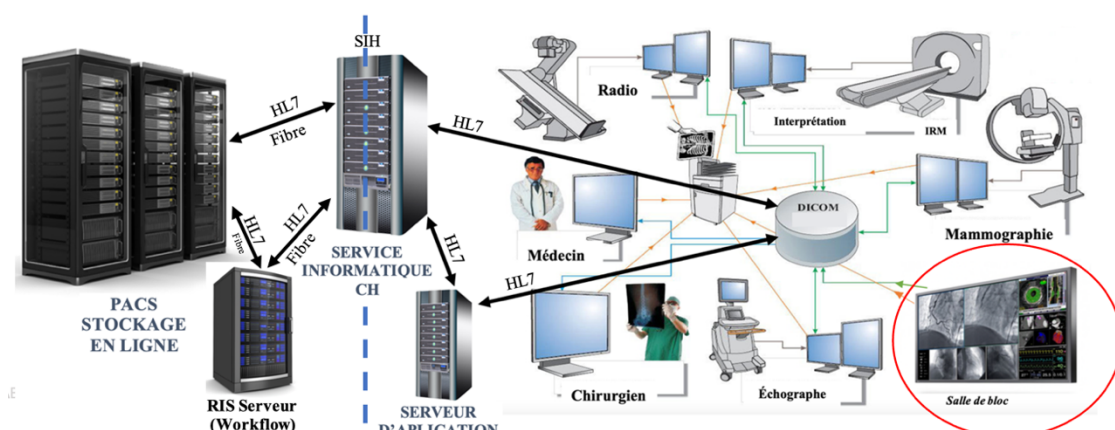 SIH
HL7
Fibre
HL7
Fibre
HL7
Fibre
HL7
HL7
HL7
PACS
STOCKAGE
EN LIGNE
RIS Serveur
(Workflow)
SERVICE
INFORMATIQUE
CH
SERVEUR
D'APLICATION
Radio
Interprétation
IRM
Mammographie
DICOM
Médecin
Chirurgien
Échographe
Salle de bloc